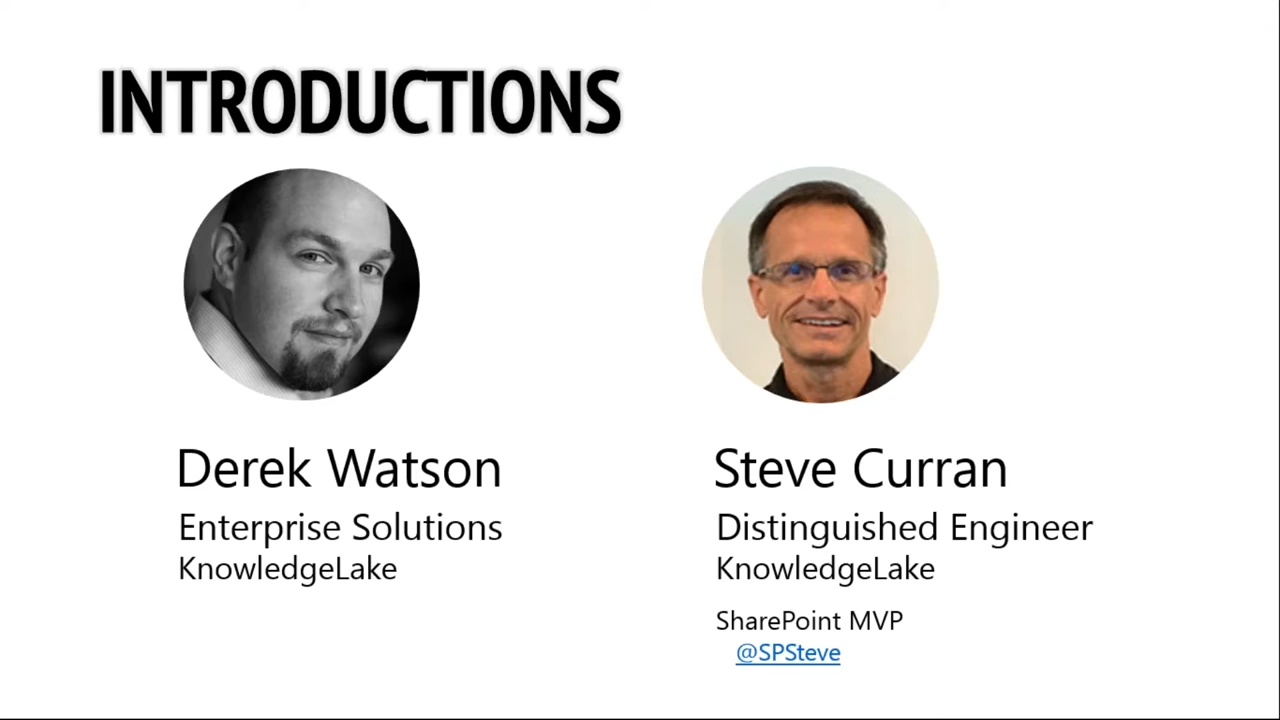 INTRODUCTIONS
Derek Watson
Enterprise Solutions
KnowledgeLake
Steve Curran
Distinguished Engineer
KnowledgeLake
SharePoint MVP
@SPSteve